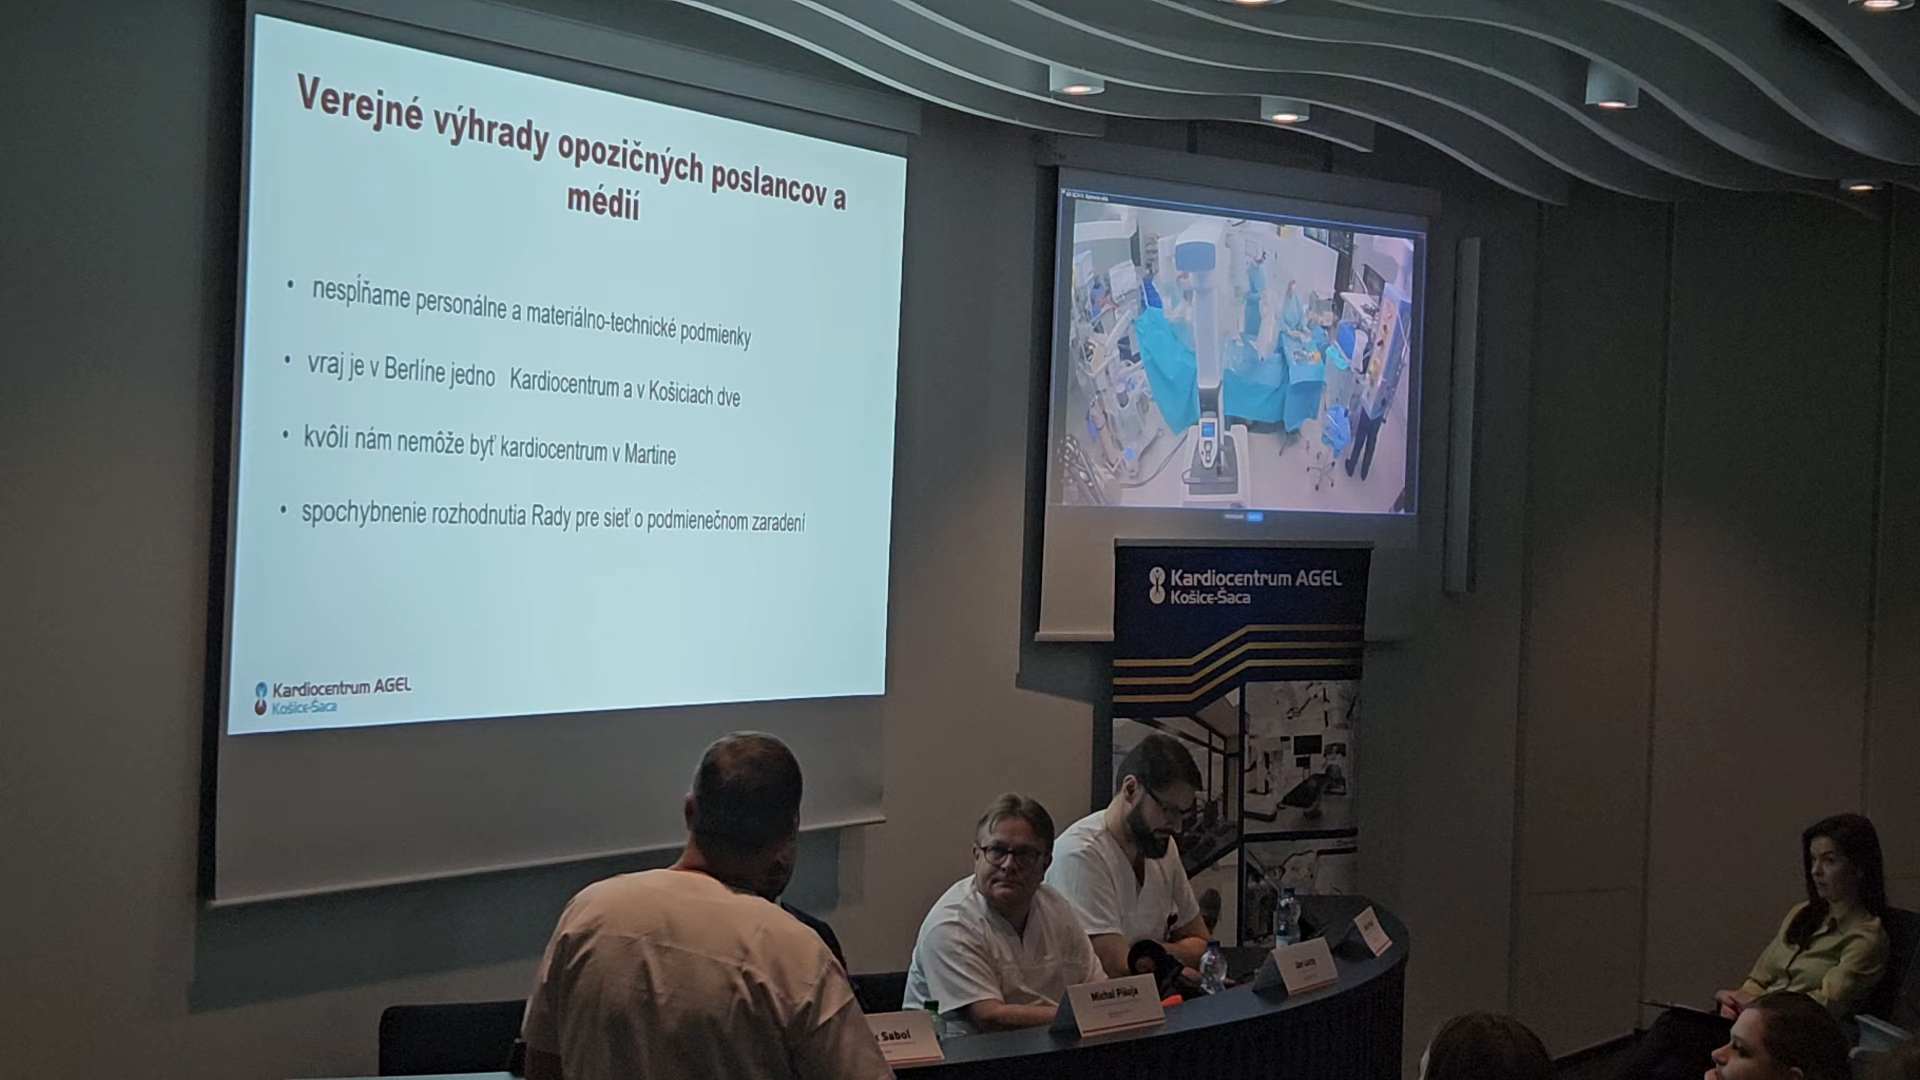 Verejné výhrady opozičných poslancov a
médií
• nespĺňame personálne a materiálno-technické podmienky
• vraj je v Berlíne jedno Kardiocentrum a v Košiciach dve
• kvôli nám nemôže byť kardiocentrum v Martine
• spochybnenie rozhodnutia Rady pre sieť o podmienečnom zaradení
Kardiocentrum AGEL
Košice-Šaca
Kardiocentrum AGEL
Košice-Šaca
Sabol
Michal Pišoja